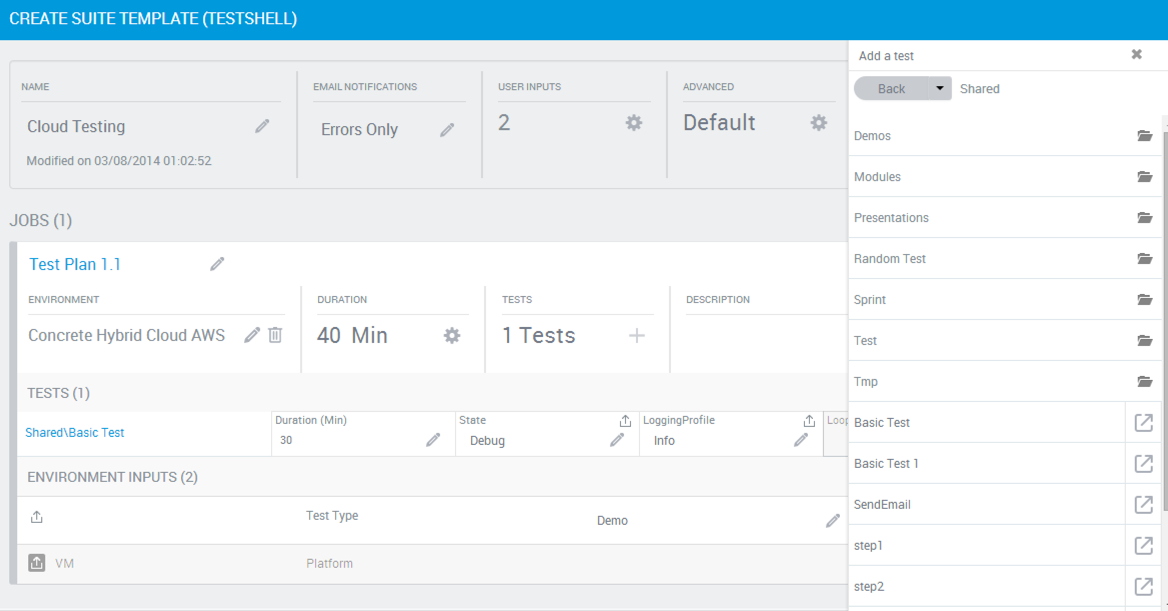 CREATE SUITE TEMPLATE (TESTSHELL)
NAME
Cloud Testing
Modified on 03/08/2014 01:02:52
EMAIL NOTIFICATIONS
Errors Only
USER INPUTS
2
ADVANCED
Default
JOBS (1)
Test Plan 1.1
ENVIRONMENT
Concrete Hybrid Cloud AWS
DURATION
40 Min
TESTS
1 Tests
DESCRIPTION
TESTS (1)
Shared\Basic Test
Duration (Min)
30
State
Debug
LoggingProfile
Info
Loop
ENVIRONMENT INPUTS (2)
Test Type
Demo
VM
Platform
Add a test
Back
Shared
Demos
Modules
Presentations
Random Test
Sprint
Test
Tmp
Basic Test
Basic Test 1
SendEmail
step1
step2